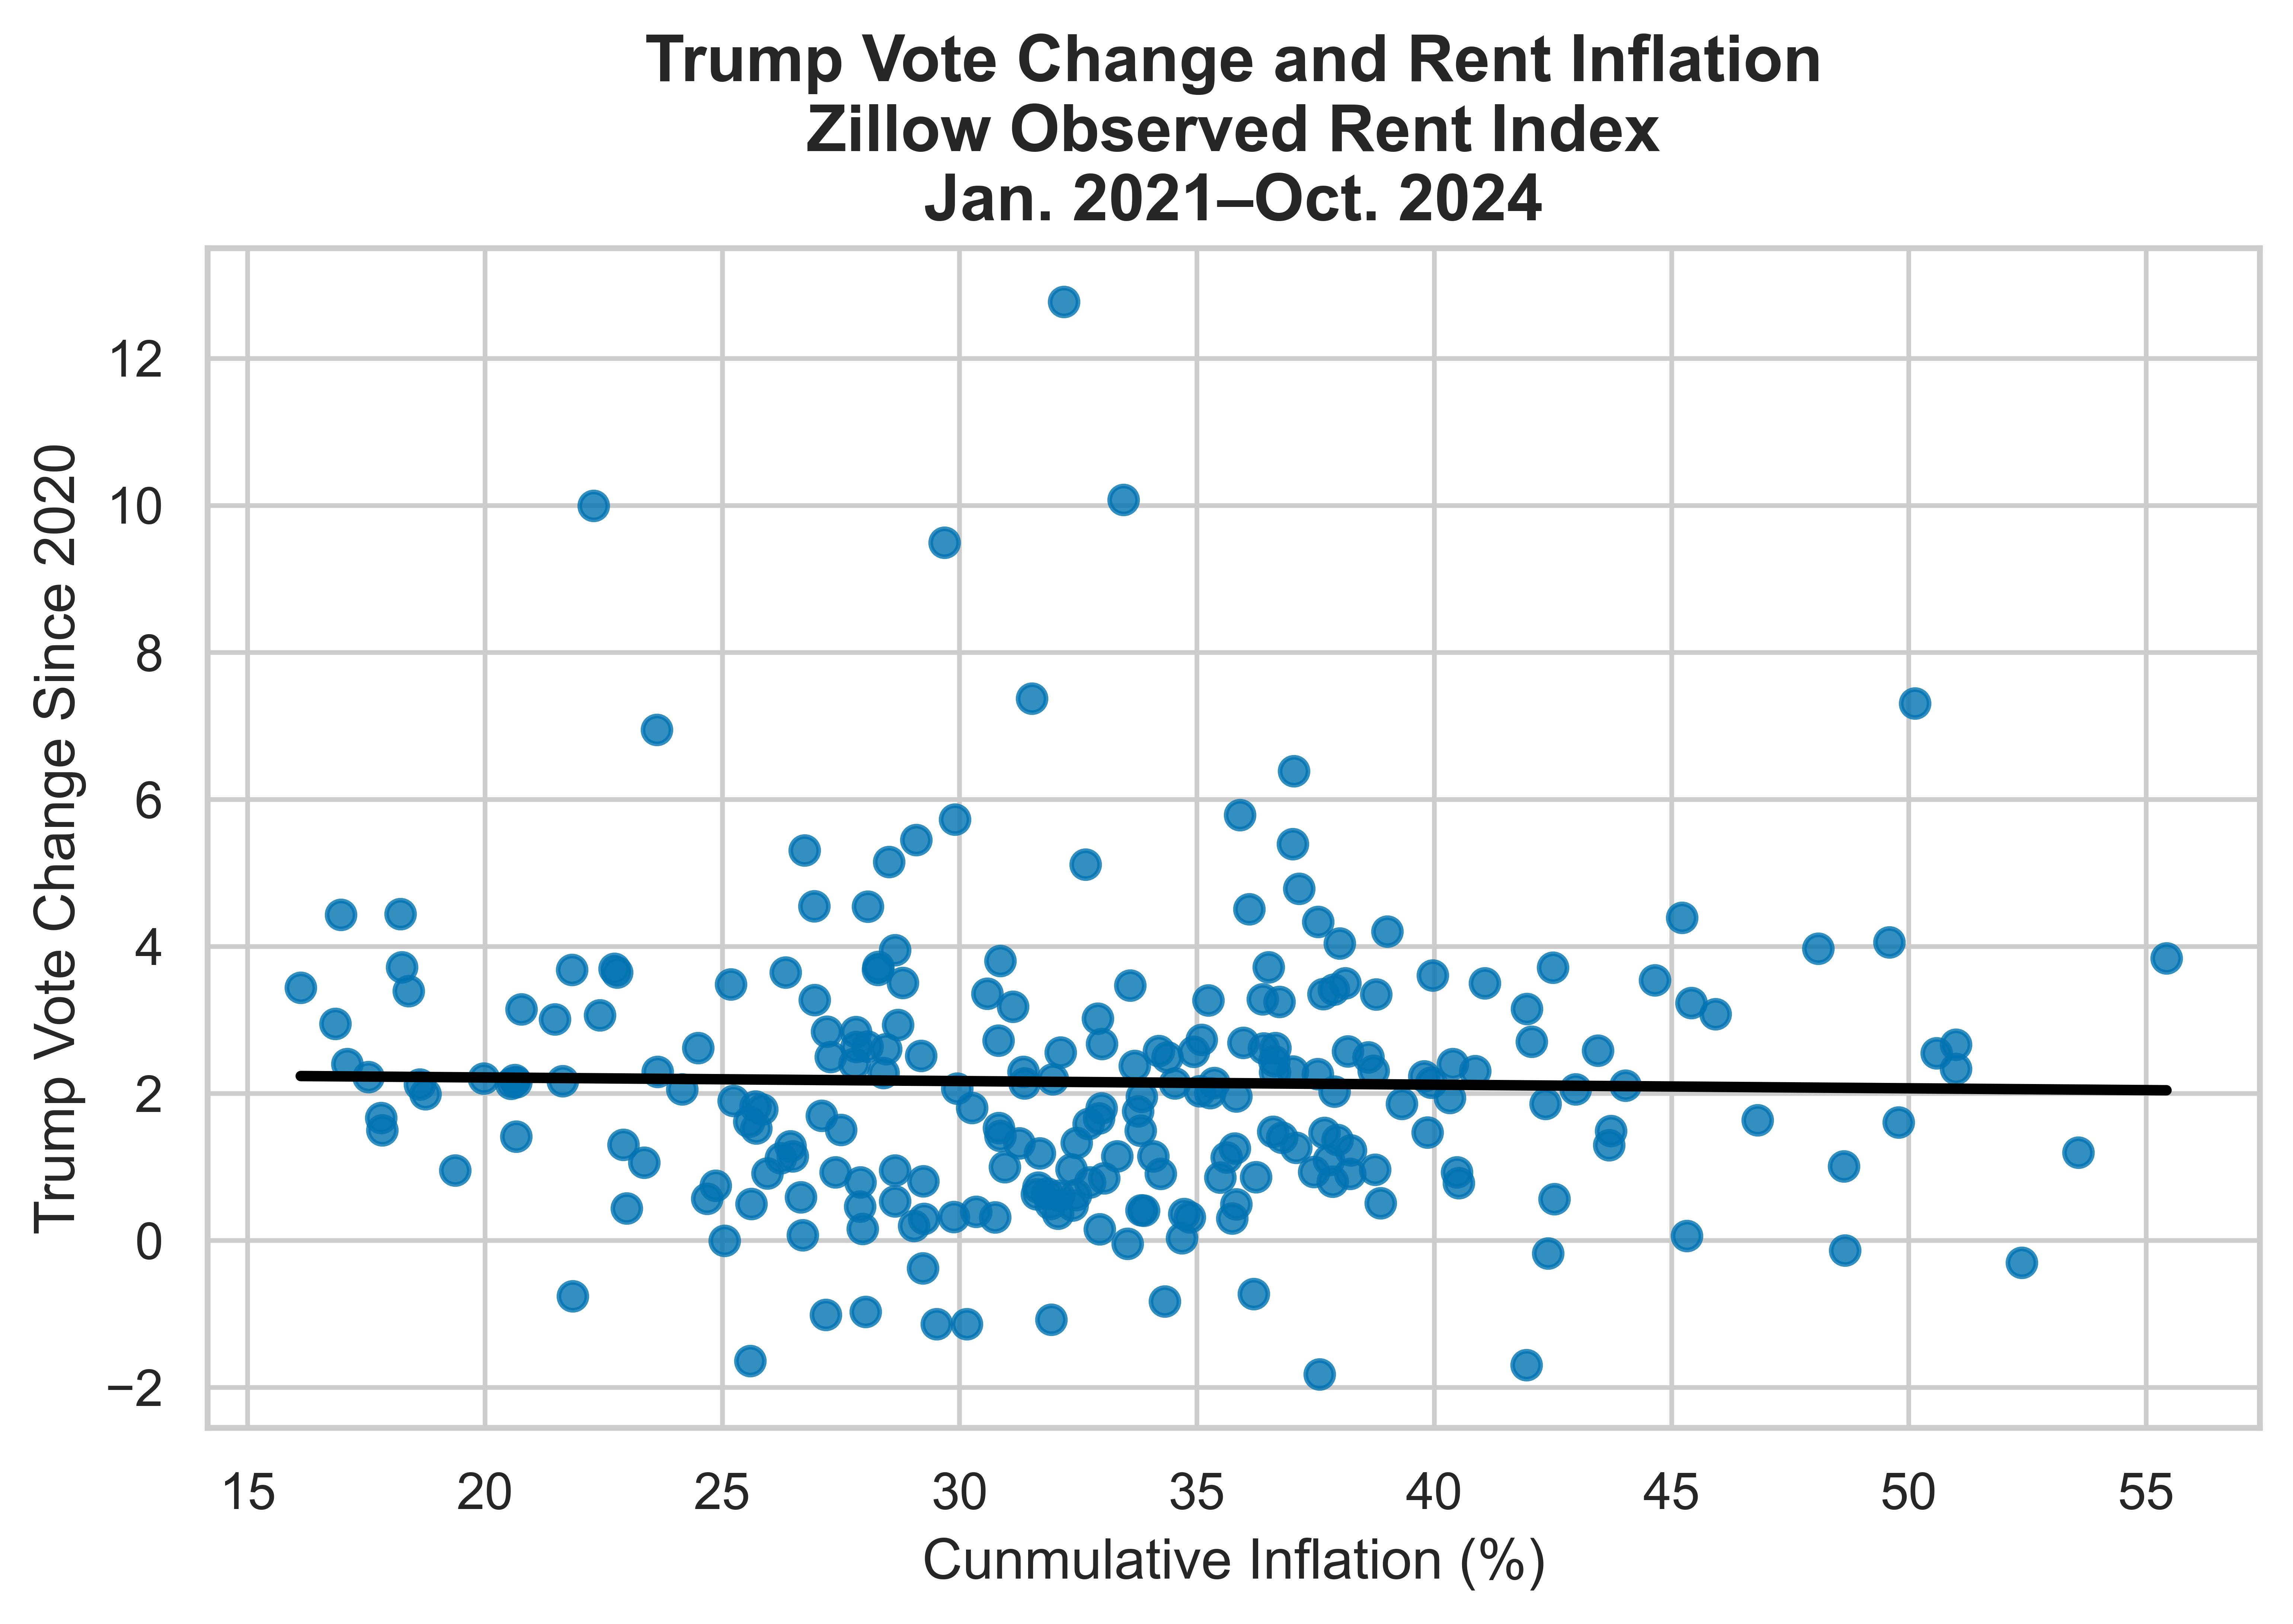 Trump Vote Change and Rent Inflation
Zillow Observed Rent Index
Jan. 2021–Oct. 2024
Trump Vote Change Since 2020
12
10
8
6
4
2
0
−2
15 20 25 30 35 40 45 50 55
Cunmulative Inflation (%)